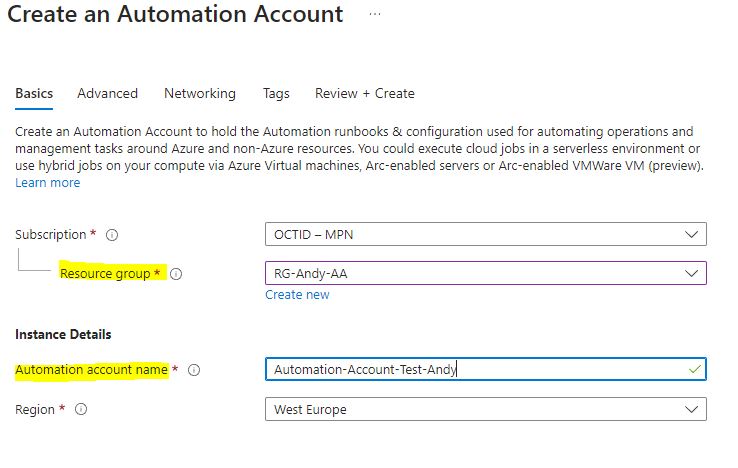 Create an Automation Account ...
Basics Advanced Networking Tags Review + Create
Create an Automation Account to hold the Automation runbooks & configuration used for automating operations and
management tasks around Azure and non-Azure resources. You could execute cloud jobs in a serverless environment or
use hybrid jobs on your compute via Azure Virtual machines, Arc-enabled servers or Arc-enabled VMWare VM (preview).
Learn more
Subscription * OCTID – MPN
Resource group * RG-Andy-AA
Create new
Instance Details
Automation account name * Automation-Account-Test-Andy
Region * West Europe